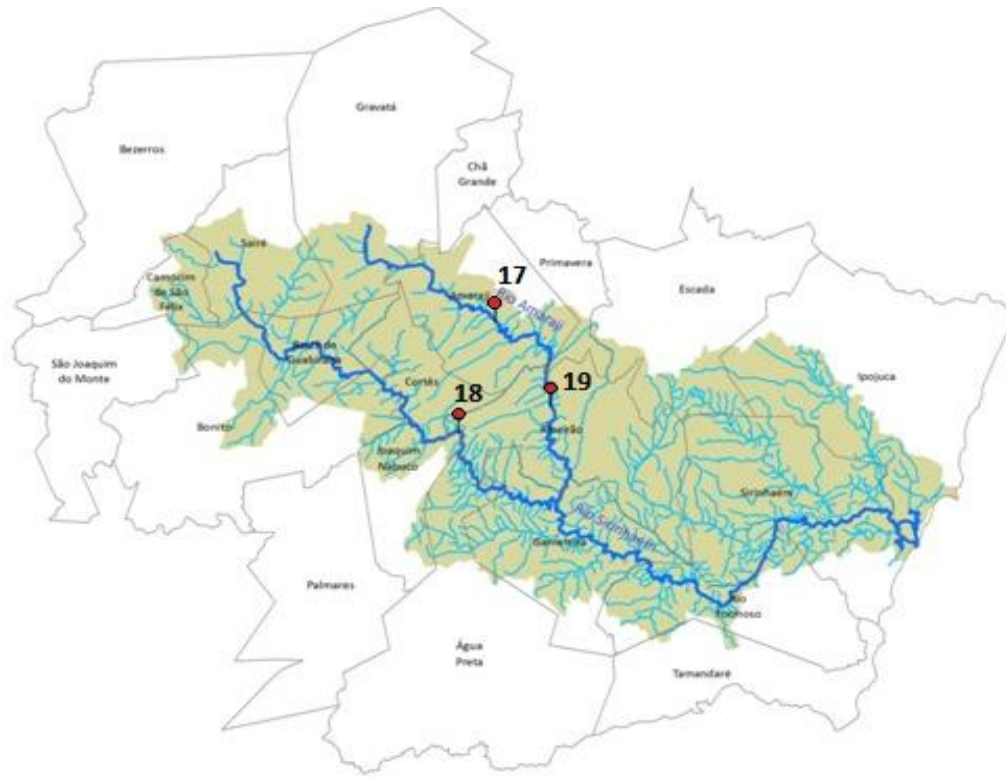 Gravatá
Bezerros
Chã
Grande
Sairé
Primavera
17
Rio Amaraji
Escada
Camocim
de São
Félix
São Joaquim
do Monte
Cortês
19
Ipojuca
18
Ribeirão
Bonito
Joaquim
Nabuco
Sirinhaém
Rio Sirinhaém
Gameleira
Palmares
Rio
Formoso
Água
Preta
Tamandaré